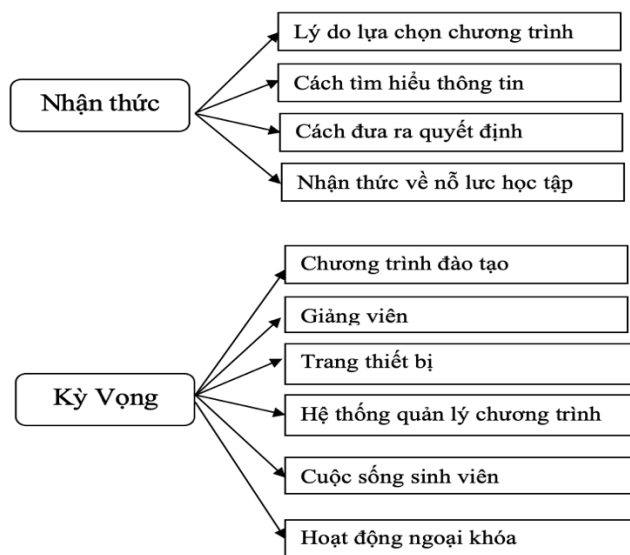 Nhận thức
Lý do lựa chọn chương trình
Cách tìm hiểu thông tin
Cách đưa ra quyết định
Nhận thức về nỗ lưc học tập
Kỳ Vọng
Chương trình đào tạo
Giảng viên
Trang thiết bị
Hệ thống quản lý chương trình
Cuộc sống sinh viên
Hoạt động ngoại khóa